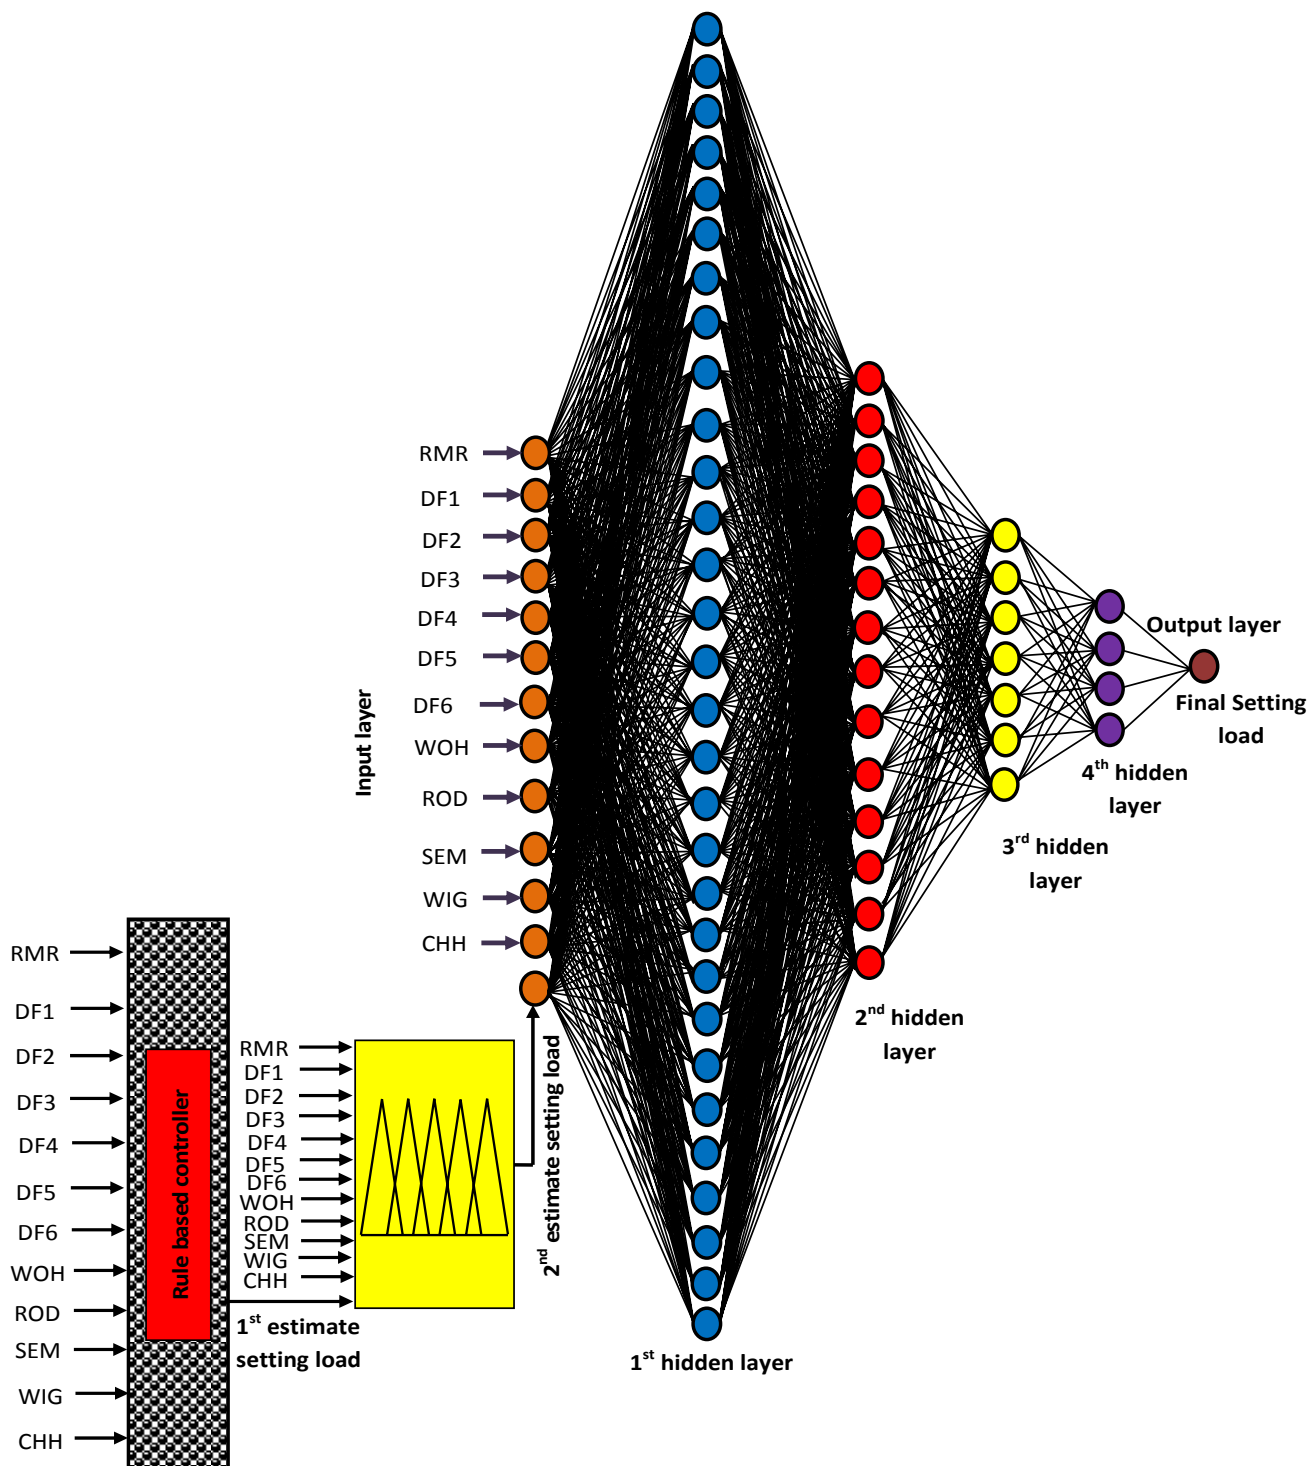 RMR
DF1
DF2
DF3
DF4
DF5
DF6
WOH
ROD
SEM
WIG
CHH
Input layer
Output layer
Final Setting
load
4th hidden
layer
3rd hidden
layer
2nd hidden
layer
1st hidden layer
RMR
DF1
DF2
DF3
DF4
DF5
DF6
WOH
ROD
SEM
WIG
CHH
Rule based controller
RMR
DF1
DF2
DF3
DF4
DF5
DF6
WOH
ROD
SEM
WIG
CHH
1st estimate
setting load
2nd estimate setting load